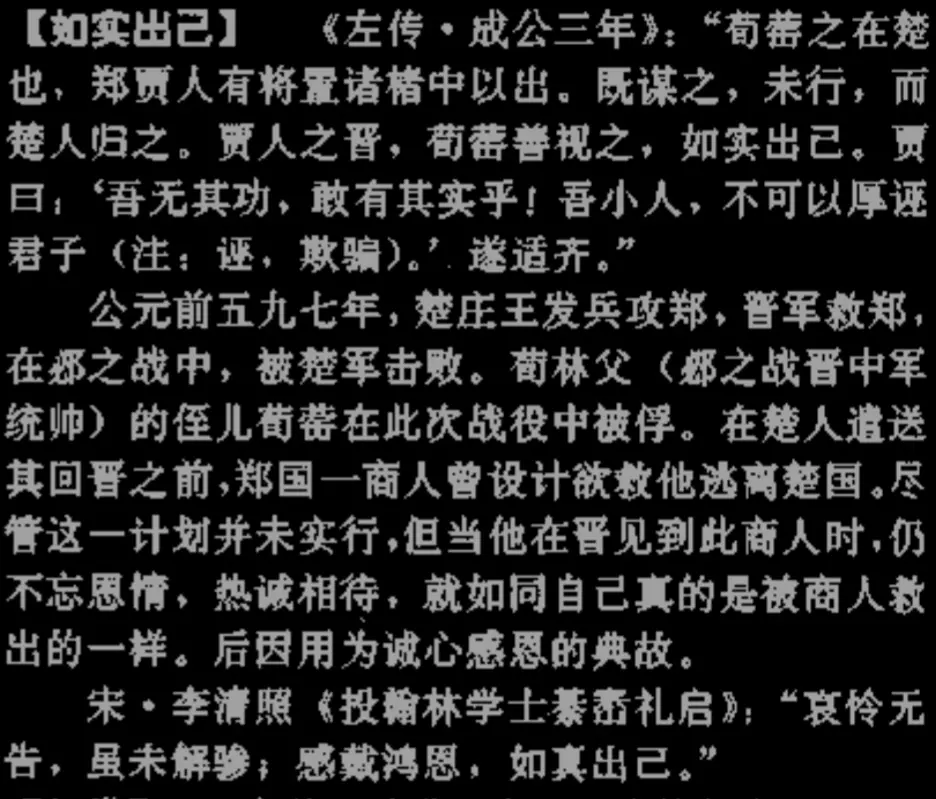 【如实出己】 《左传·成公三年》：“荀䓨之在楚
也，郑贾人有将置诸楮中以出。既谋之，未行，而
楚人归之。贾人之晋，荀䓨善视之，如实出己。贾
曰：‘吾无其功，敢有其实乎！吾小人，不可以厚诬
君子（注：诬，欺骗）。’遂适齐。”
公元前五九七年，楚庄王发兵攻郑，晋军救郑，
在邲之战中，被楚军击败。荀林父（邲之战晋中军
统帅）的侄儿荀䓨在此次战役中被俘。在楚人遣送
其回晋之前，郑国一商人曾设计欲救他逃离楚国。尽
管这一计划并未实行，但当他在晋见到此商人时，仍
不忘恩情，热诚相待，就如同自己真的是被商人救
出的一样。后因用为诚心感恩的典故。
宋·李清照《投翰林学士綦崈礼启》：“哀怜无
告，虽未解骖；感戴鸿恩，如真出己。”